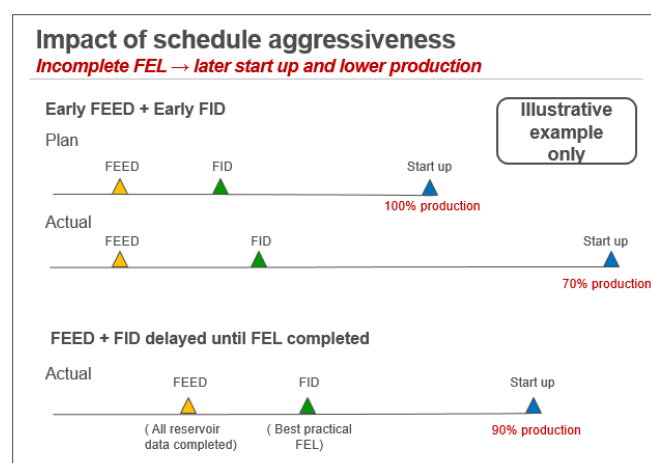 Impact of schedule aggressiveness
Incomplete FEL → later start up and lower production
Illustrative
example
only
Early FEED + Early FID
Plan
FEED FID Start up
100% production
Actual
FEED FID Start up
70% production
FEED + FID delayed until FEL completed
Actual
FEED FID Start up
( All reservoir ( Best practical 90% production
data completed) FEL)